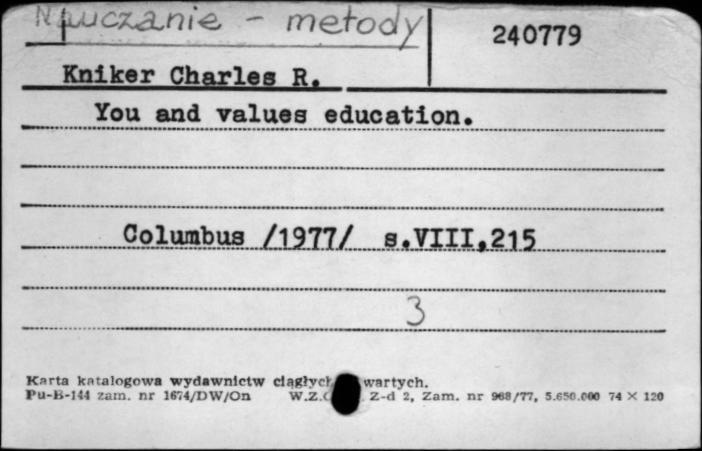 Nauczanie - metody
240779
Kniker Charles R.
You and values education.
Columbus /1977/ s.VIII,215
3
Karta katalogowa wydawnictw ciągłych wartych.
Pu-B-144 zam. nr 1674/DW/On W.Z. Z-d 2, Zam. nr 968/77, 5.650.000 74 × 120